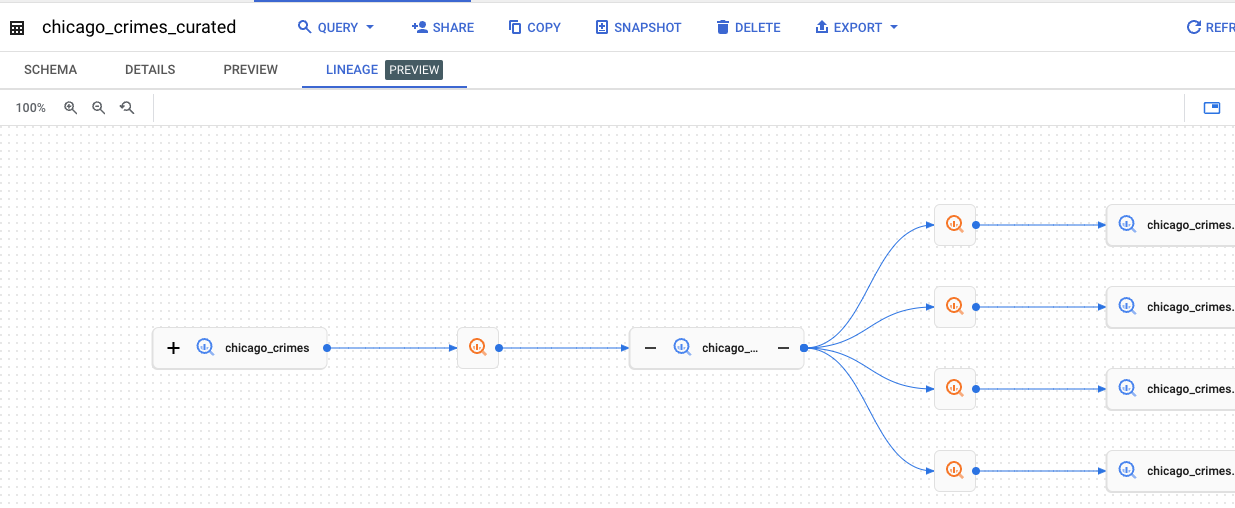 chicago_crimes_curated QUERY SHARE COPY SNAPSHOT DELETE EXPORT REFR
SCHEMA DETAILS PREVIEW LINEAGE PREVIEW
100%
chicago_crimes.
chicago_crimes.
chicago_crimes chicago_...
chicago_crimes.
chicago_crimes.